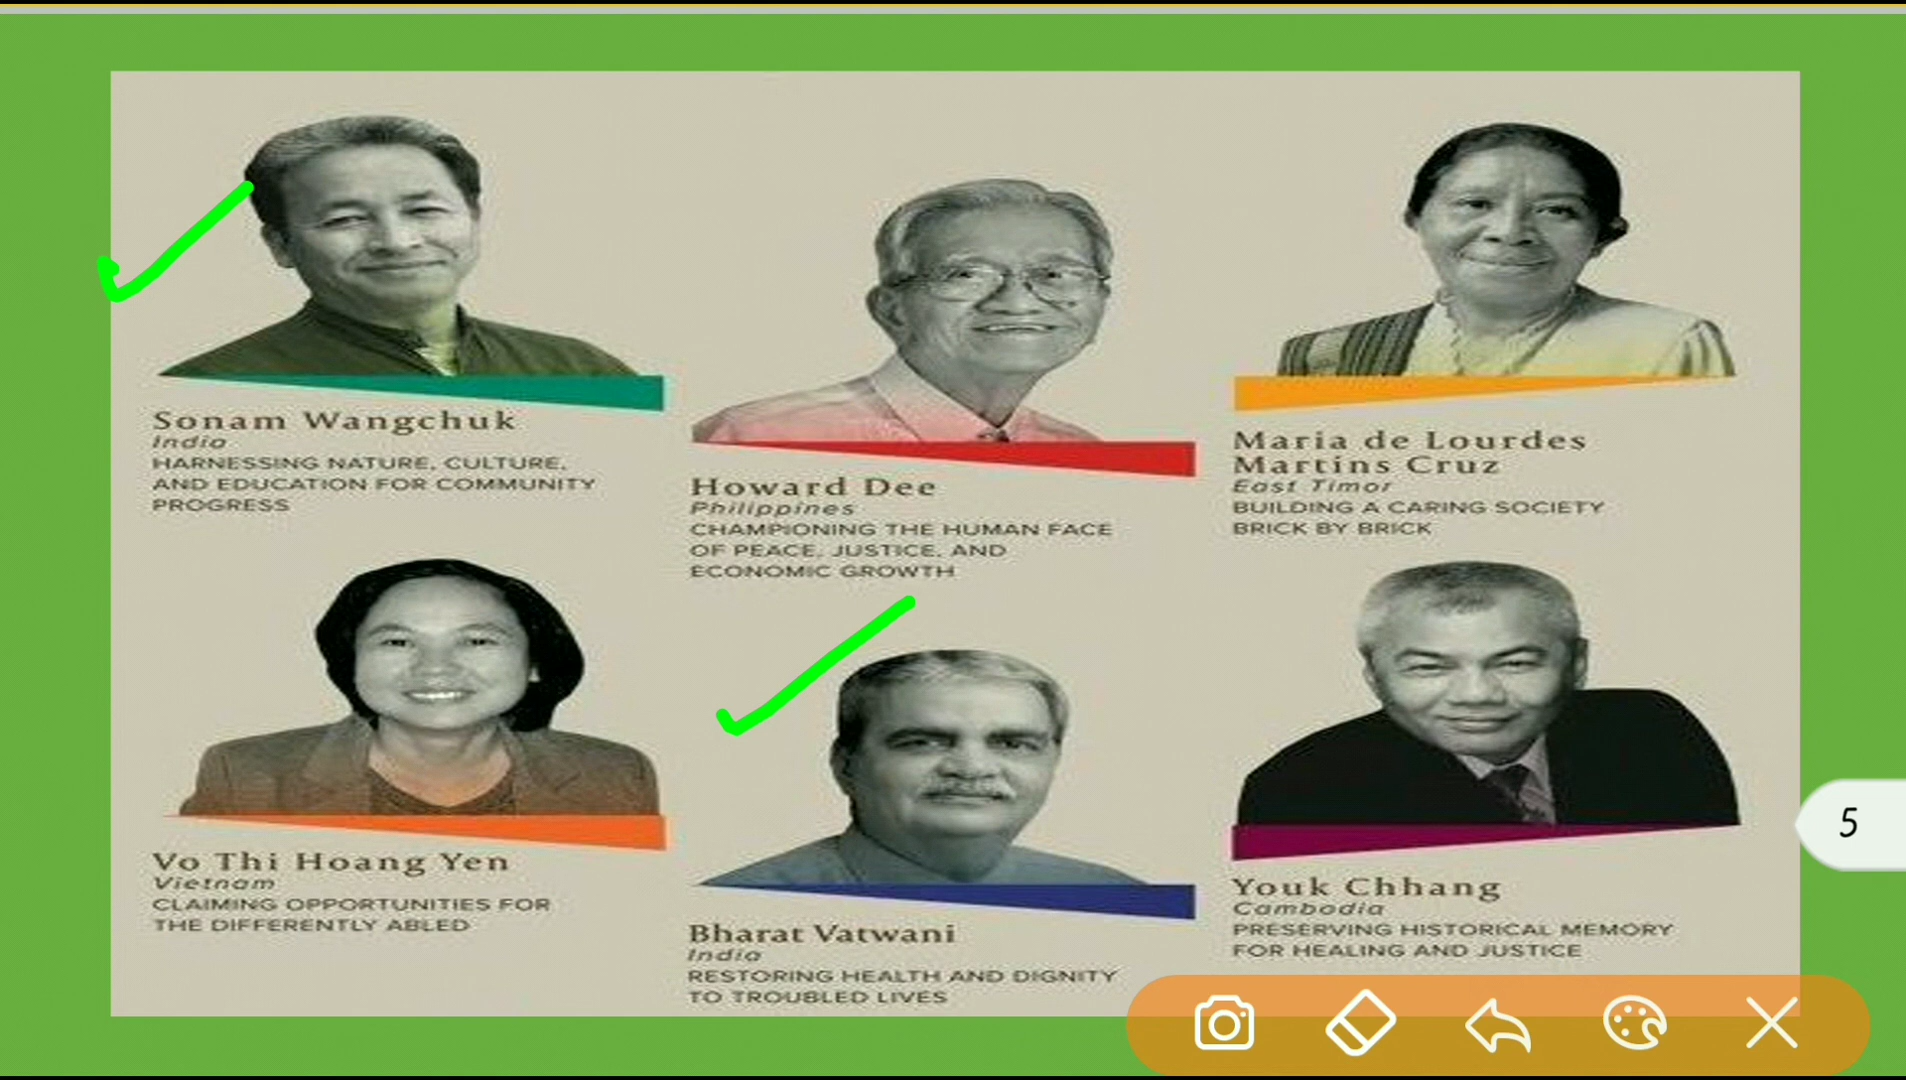 Sonam Wangchuk
India
HARNESSING NATURE, CULTURE,
AND EDUCATION FOR COMMUNITY
PROGRESS
Howard Dee
Philippines
CHAMPIONING THE HUMAN FACE
OF PEACE, JUSTICE, AND
ECONOMIC GROWTH
Maria de Lourdes
Martins Cruz
East Timor
BUILDING A CARING SOCIETY
BRICK BY BRICK
Vo Thi Hoang Yen
Vietnam
CLAIMING OPPORTUNITIES FOR
THE DIFFERENTLY ABLED
Bharat Vatwani
India
RESTORING HEALTH AND DIGNITY
TO TROUBLED LIVES
Youk Chhang
Cambodia
PRESERVING HISTORICAL MEMORY
FOR HEALING AND JUSTICE
5